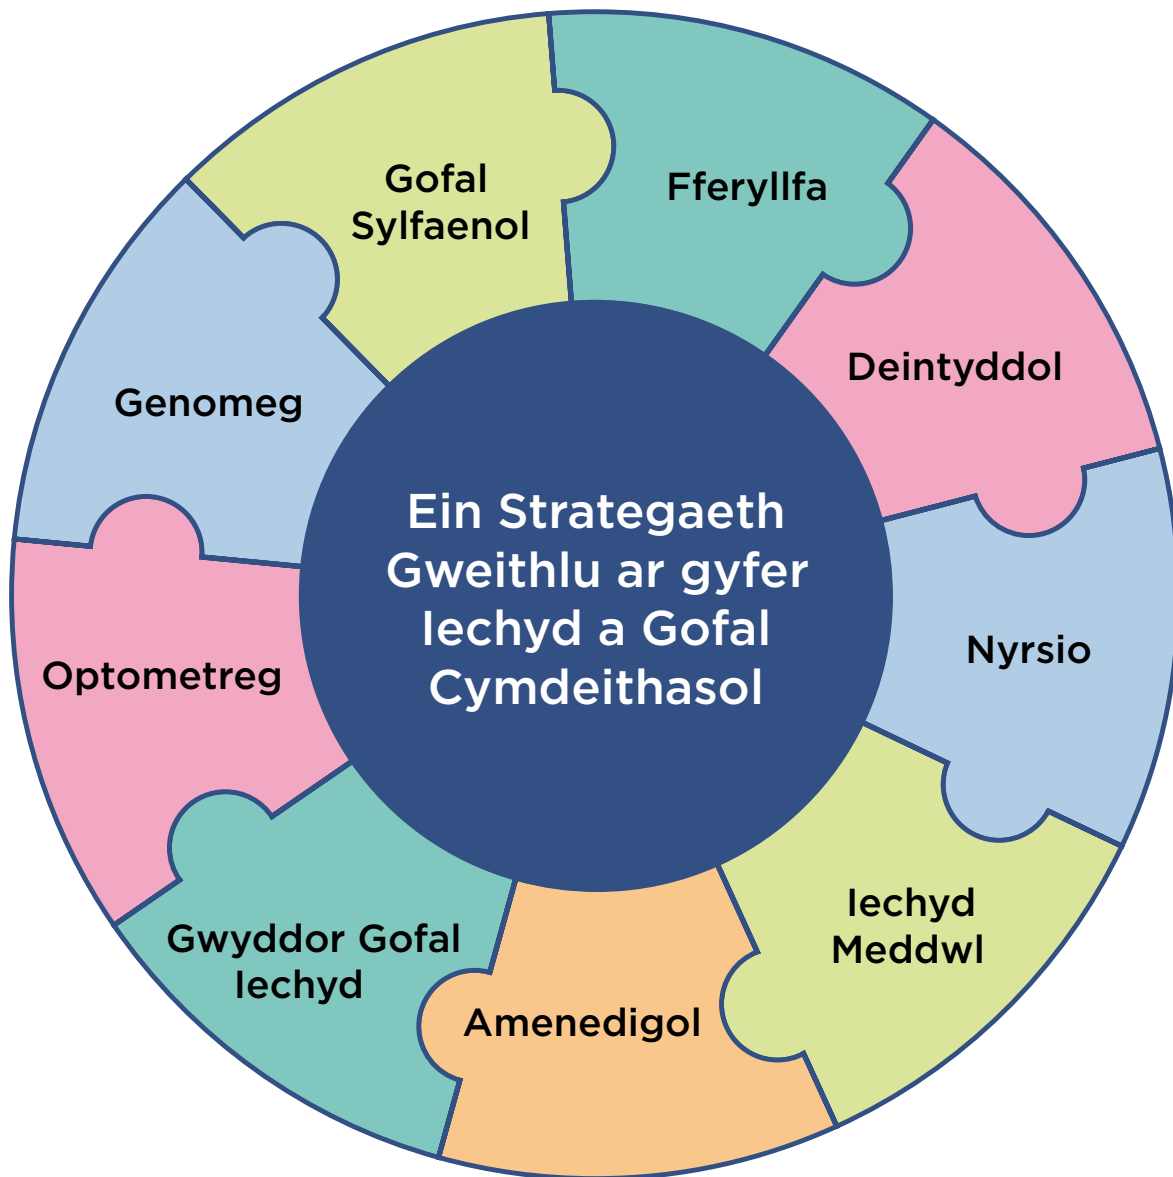 Gofal
Sylfaenol
Fferyllfa
Deintyddol
Nyrsio
Iechyd
Meddwl
Amenedigol
Gwyddor Gofal
Iechyd
Optometreg
Genomeg
Ein Strategaeth
Gweithlu ar gyfer
Iechyd a Gofal
Cymdeithasol